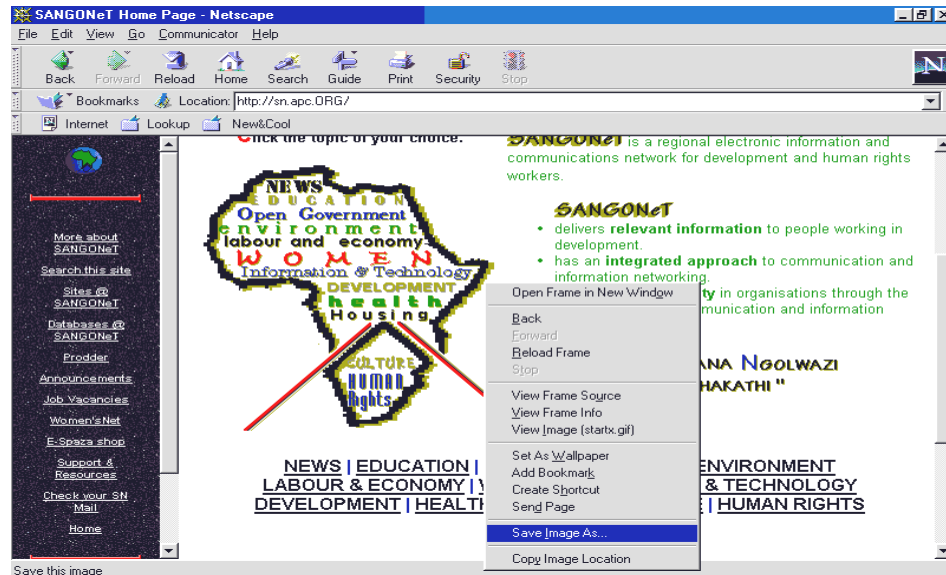 SANGONeT Home Page - Netscape
File Edit View Go Communicator Help
Back Forward Reload Home Search Guide Print Security Stop
N
Bookmarks Location: http://sn.apc.ORG/
Internet Lookup New&Cool
More about
SANGONeT
Search this site
Sites @
SANGONeT
Databases @
SANGONeT
Prodder
Announcements
Job Vacancies
Women'sNet
E-Spaza shop
Support &
Resources
Check your SN
Mail
Home
Click the topic of your choice.
NEWS
EDUCATION
Open Government
environment
labour and economy
WOMEN
Information & Technology
DEVELOPMENT
health
Housing
CULTURE
HUMAN
Rights
SANGONeT is a regional electronic information and
communications network for development and human rights
workers.
SANGONeT
• delivers relevant information to people working in
development.
• has an integrated approach to communication and
information networking.
ty in organisations through the
munication and information
ANA NGOLWAZI
HAKATHI "
Open Frame in New Window
Back
Forward
Reload Frame
Stop
View Frame Source
View Frame Info
View Image (startx.gif)
Set As Wallpaper
Add Bookmark
Create Shortcut
Send Page
Save Image As...
Copy Image Location
NEWS | EDUCATION | ENVIRONMENT
LABOUR & ECONOMY | & TECHNOLOGY
DEVELOPMENT | HEALTH | HUMAN RIGHTS
Save this image